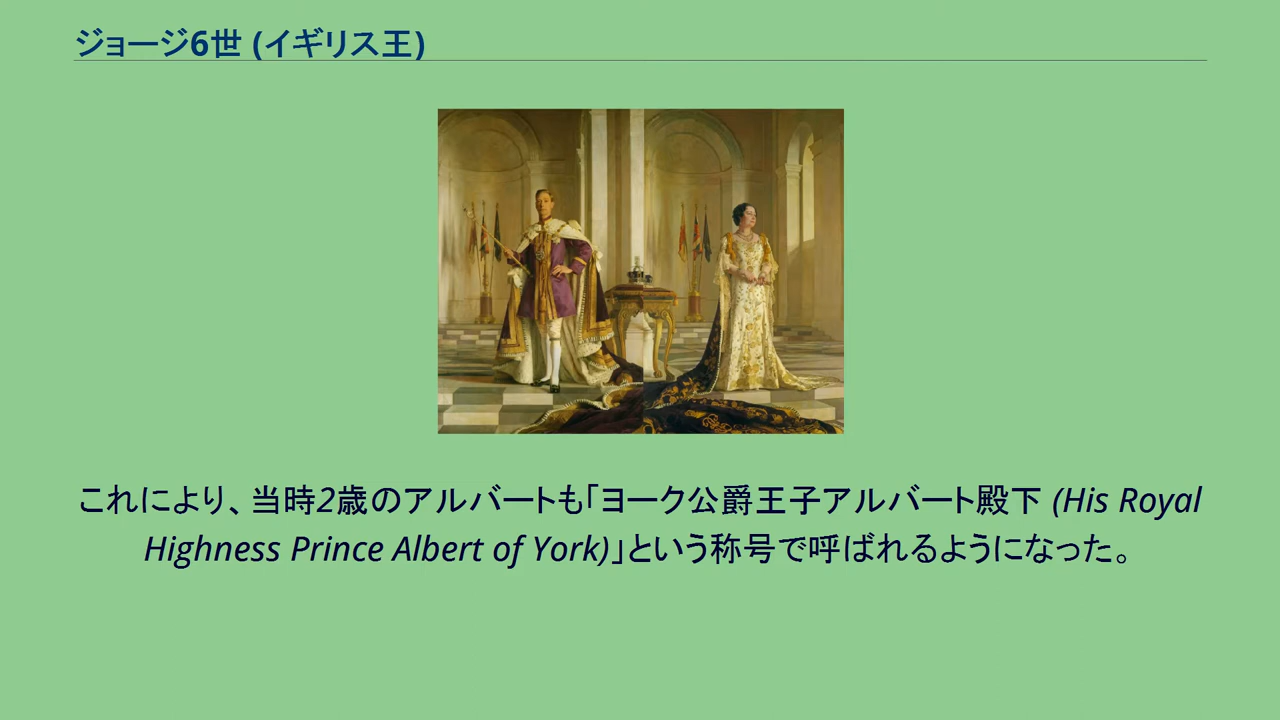 ジョージ6世 (イギリス王)
これにより、当時2歳のアルバートも「ヨーク公爵王子アルバート殿下 (His Royal
Highness Prince Albert of York)」という称号で呼ばれるようになった。